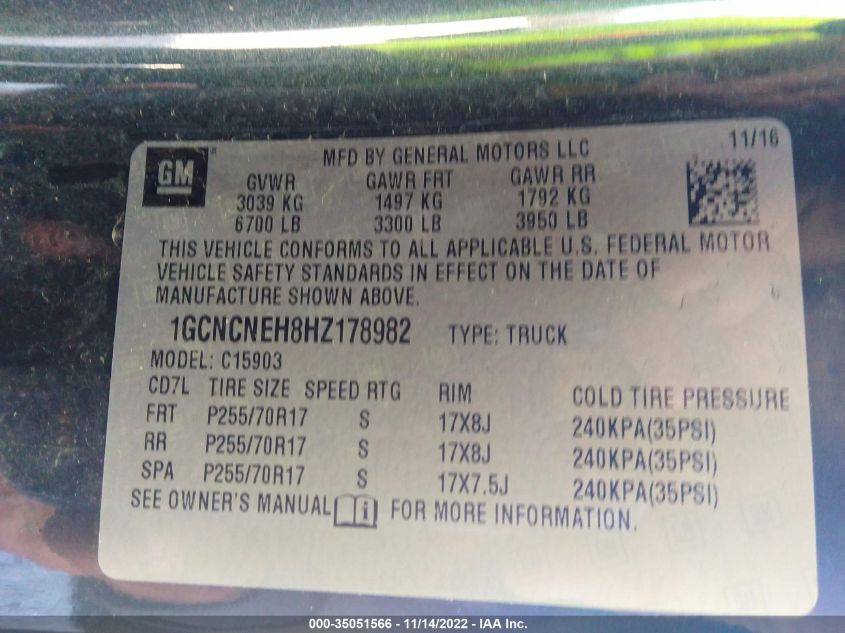 11/16
GM
MFD BY GENERAL MOTORS LLC
GVWR GAWR FRT GAWR RR
3039 KG 1497 KG 1792 KG
6700 LB 3300 LB 3950 LB
THIS VEHICLE CONFORMS TO ALL APPLICABLE U.S. FEDERAL MOTOR
VEHICLE SAFETY STANDARDS IN EFFECT ON THE DATE OF
MANUFACTURE SHOWN ABOVE.
1GCNCNEH8HZ178982 TYPE: TRUCK
MODEL: C15903
CD7L TIRE SIZE SPEED RTG RIM COLD TIRE PRESSURE
FRT P255/70R17 S 17X8J 240KPA(35PSI)
RR P255/70R17 S 17X8J 240KPA(35PSI)
SPA P255/70R17 S 17X7.5J 240KPA(35PSI)
SEE OWNER'S MANUAL i FOR MORE INFORMATION.
000-35051566 - 11/14/2022 - IAA Inc.